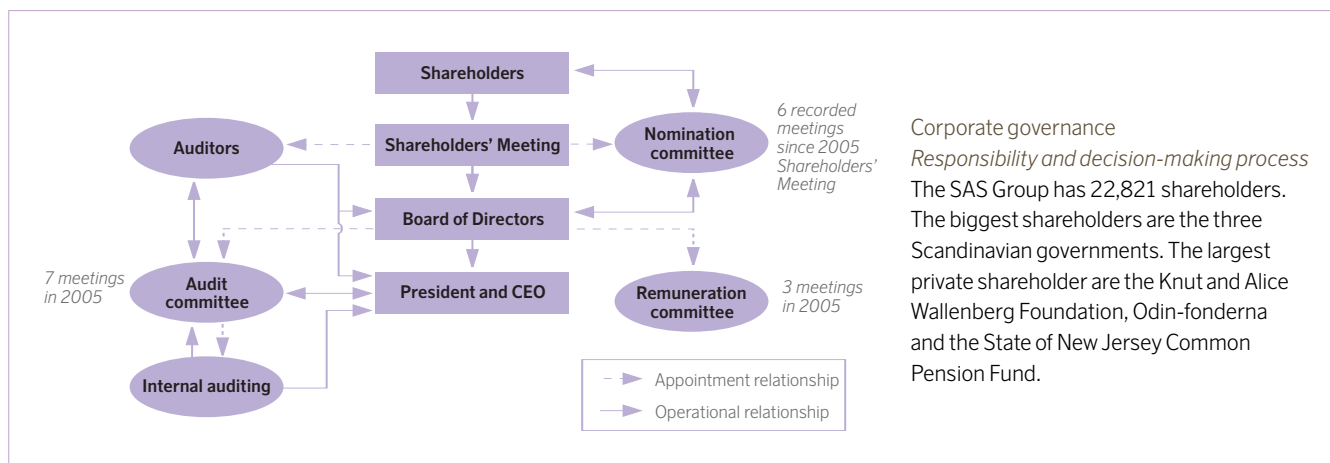 Shareholders
Shareholders’ Meeting
Board of Directors
President and CEO
Auditors
Audit
committee
Internal auditing
7 meetings
in 2005
Nomination
committee
6 recorded
meetings
since 2005
Shareholders’
Meeting
Remuneration
committee
3 meetings
in 2005
Appointment relationship
Operational relationship
Corporate governance
Responsibility and decision-making process
The SAS Group has 22,821 shareholders.
The biggest shareholders are the three
Scandinavian governments. The largest
private shareholder are the Knut and Alice
Wallenberg Foundation, Odin-fonderna
and the State of New Jersey Common
Pension Fund.